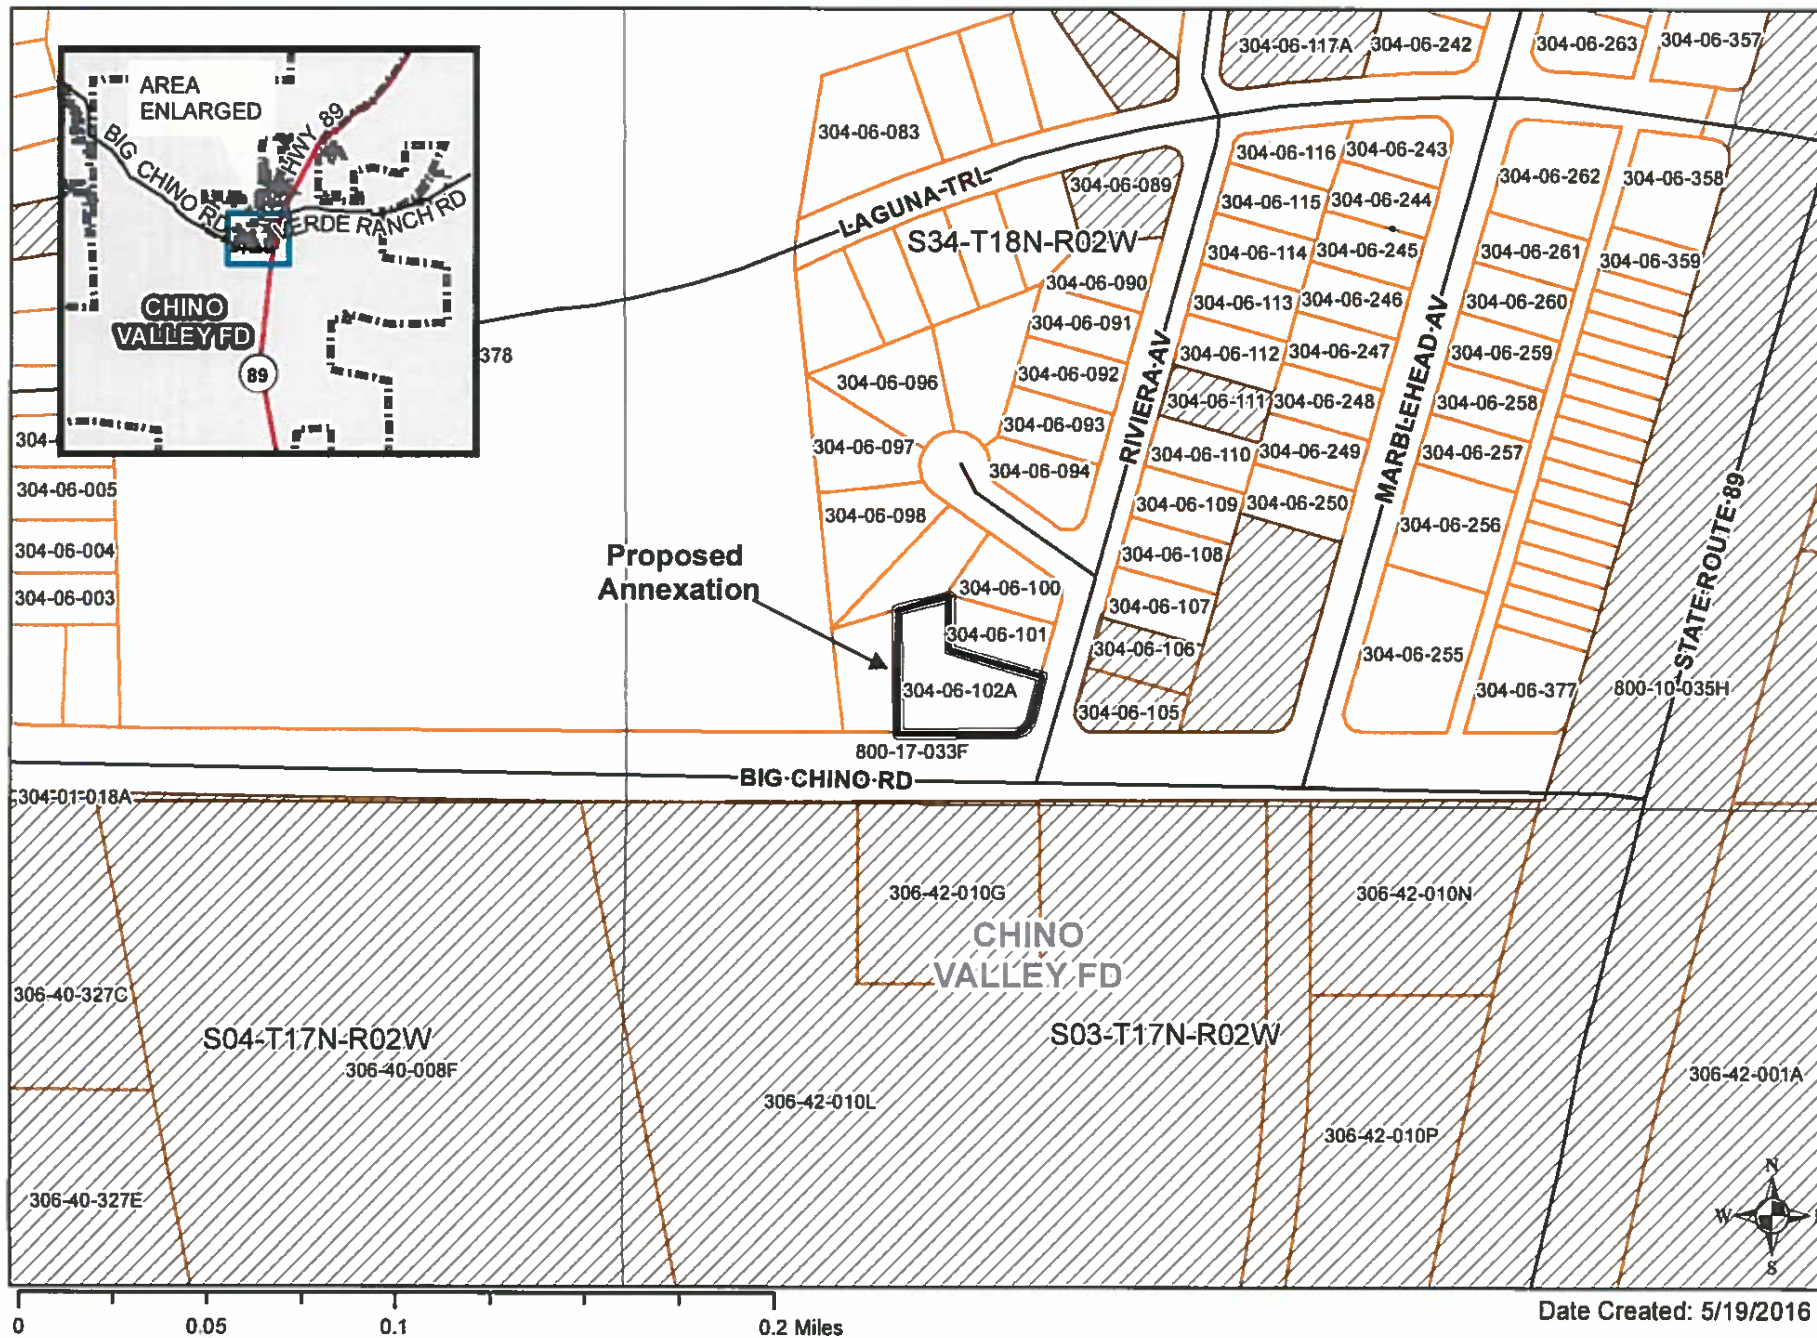 AREA
ENLARGED
HWY 89
BIG CHINO RD
VERDE RANCH RD
CHINO
VALLEY FD
89
378
304-06-117A
304-06-242
304-06-263
304-06-357
304-06-083
304-06-116
304-06-243
304-06-262
304-06-358
304-06-089
LAGUNA TRL
304-06-115
304-06-244
S34-T18N-R02W
304-06-114
304-06-245
304-06-261
304-06-359
304-06-090
304-06-113
304-06-246
304-06-260
304-06-091
304-06-112
304-06-247
304-06-259
304-06-092
304-06-096
304-06-111
304-06-248
304-06-258
RIVIERA AV
MARBLEHEAD AV
304-06-093
304-06-097
304-06-110
304-06-249
304-06-257
304-06-094
304-06-005
304-06-098
304-06-109
304-06-250
304-06-256
304-06-004
304-06-108
STATE ROUTE 89
Proposed
Annexation
304-06-003
304-06-100
304-06-107
304-06-101
304-06-106
304-06-255
304-06-102A
304-06-377
800-10-035H
304-06-105
800-17-033F
BIG CHINO RD
304-01-018A
306-42-010G
306-42-010N
CHINO
VALLEY FD
306-40-327C
S04-T17N-R02W
S03-T17N-R02W
306-40-008F
306-42-001A
306-42-010L
306-42-010P
306-40-327E
N
W
S
0
0.05
0.1
0.2 Miles
Date Created: 5/19/2016